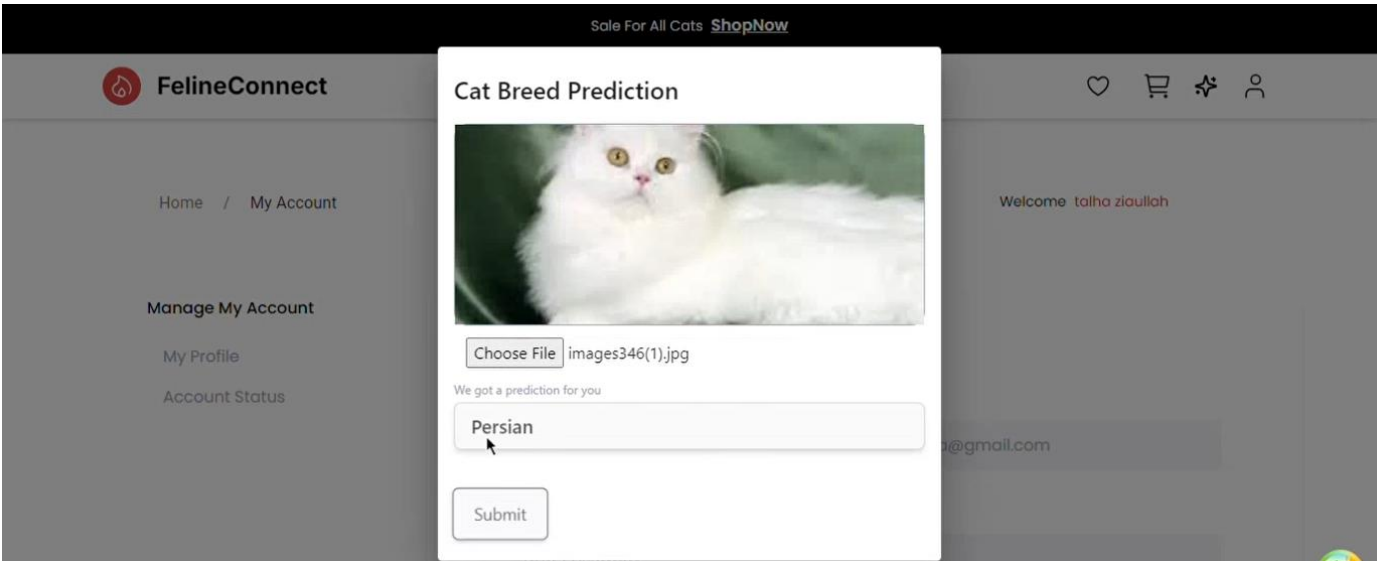 Sale For All Cats ShopNow
FelineConnect
Cat Breed Prediction
Home / My Account
Welcome talha ziaullah
Manage My Account
My Profile
Account Status
Choose File images346(1).jpg
We got a prediction for you
Persian
@gmail.com
Submit